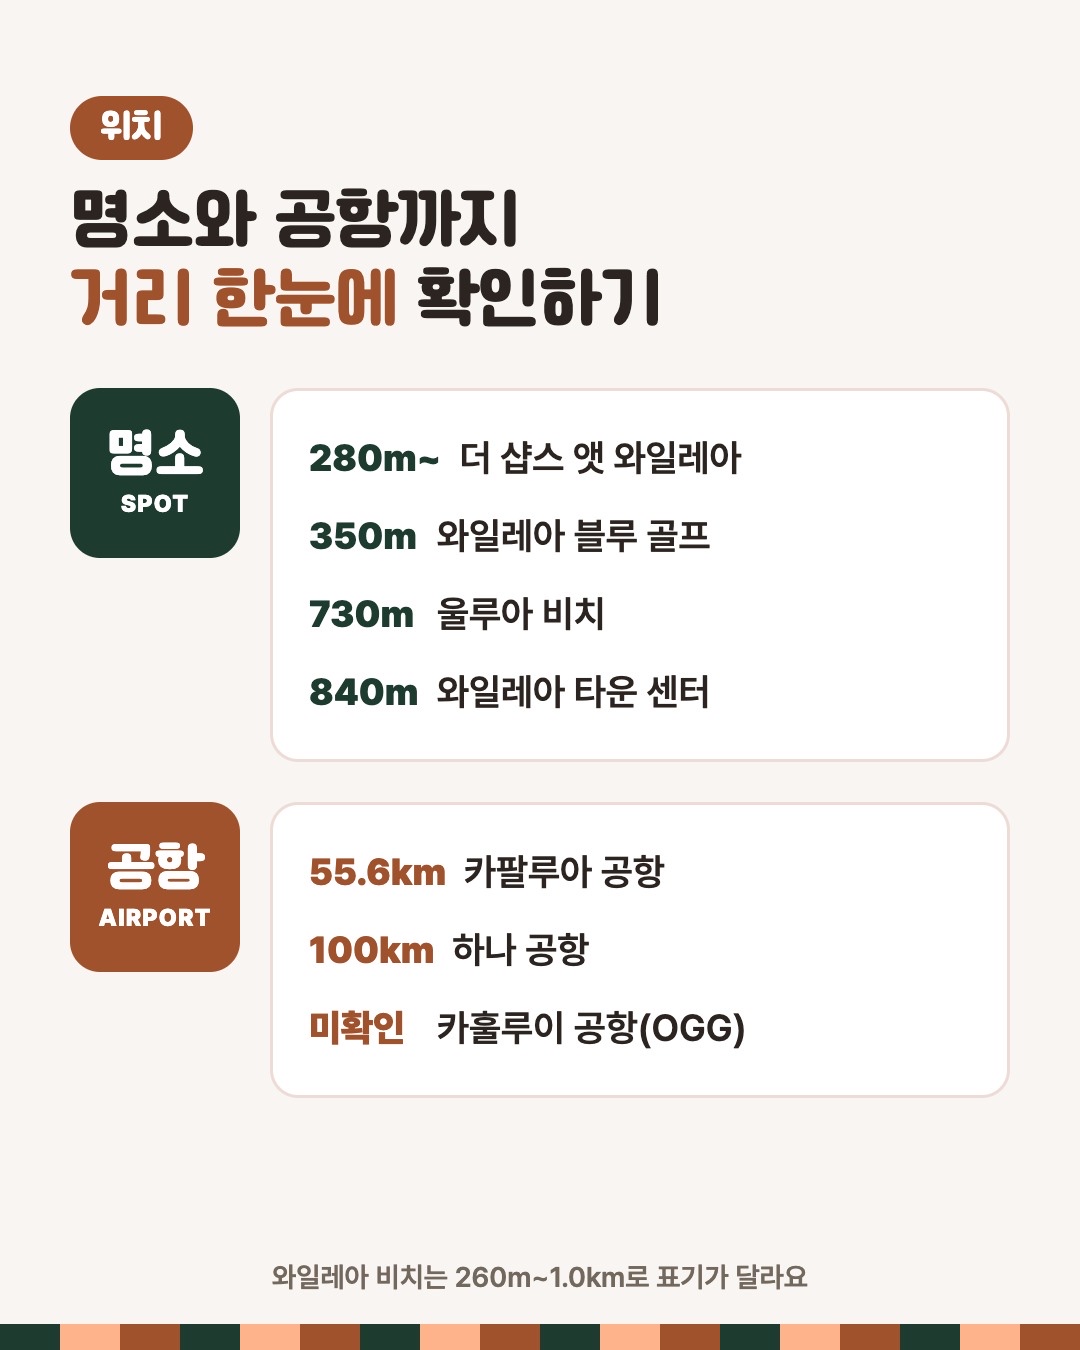 위치
명소와 공항까지
거리 한눈에 확인하기
명소
SPOT
280m~ 더 샵스 앳 와일레아
350m 와일레아 블루 골프
730m 울루아 비치
840m 와일레아 타운 센터
공항
AIRPORT
55.6km 카팔루아 공항
100km 하나 공항
미확인 카훌루이 공항(OGG)
와일레아 비치는 260m~1.0km로 표기가 달라요